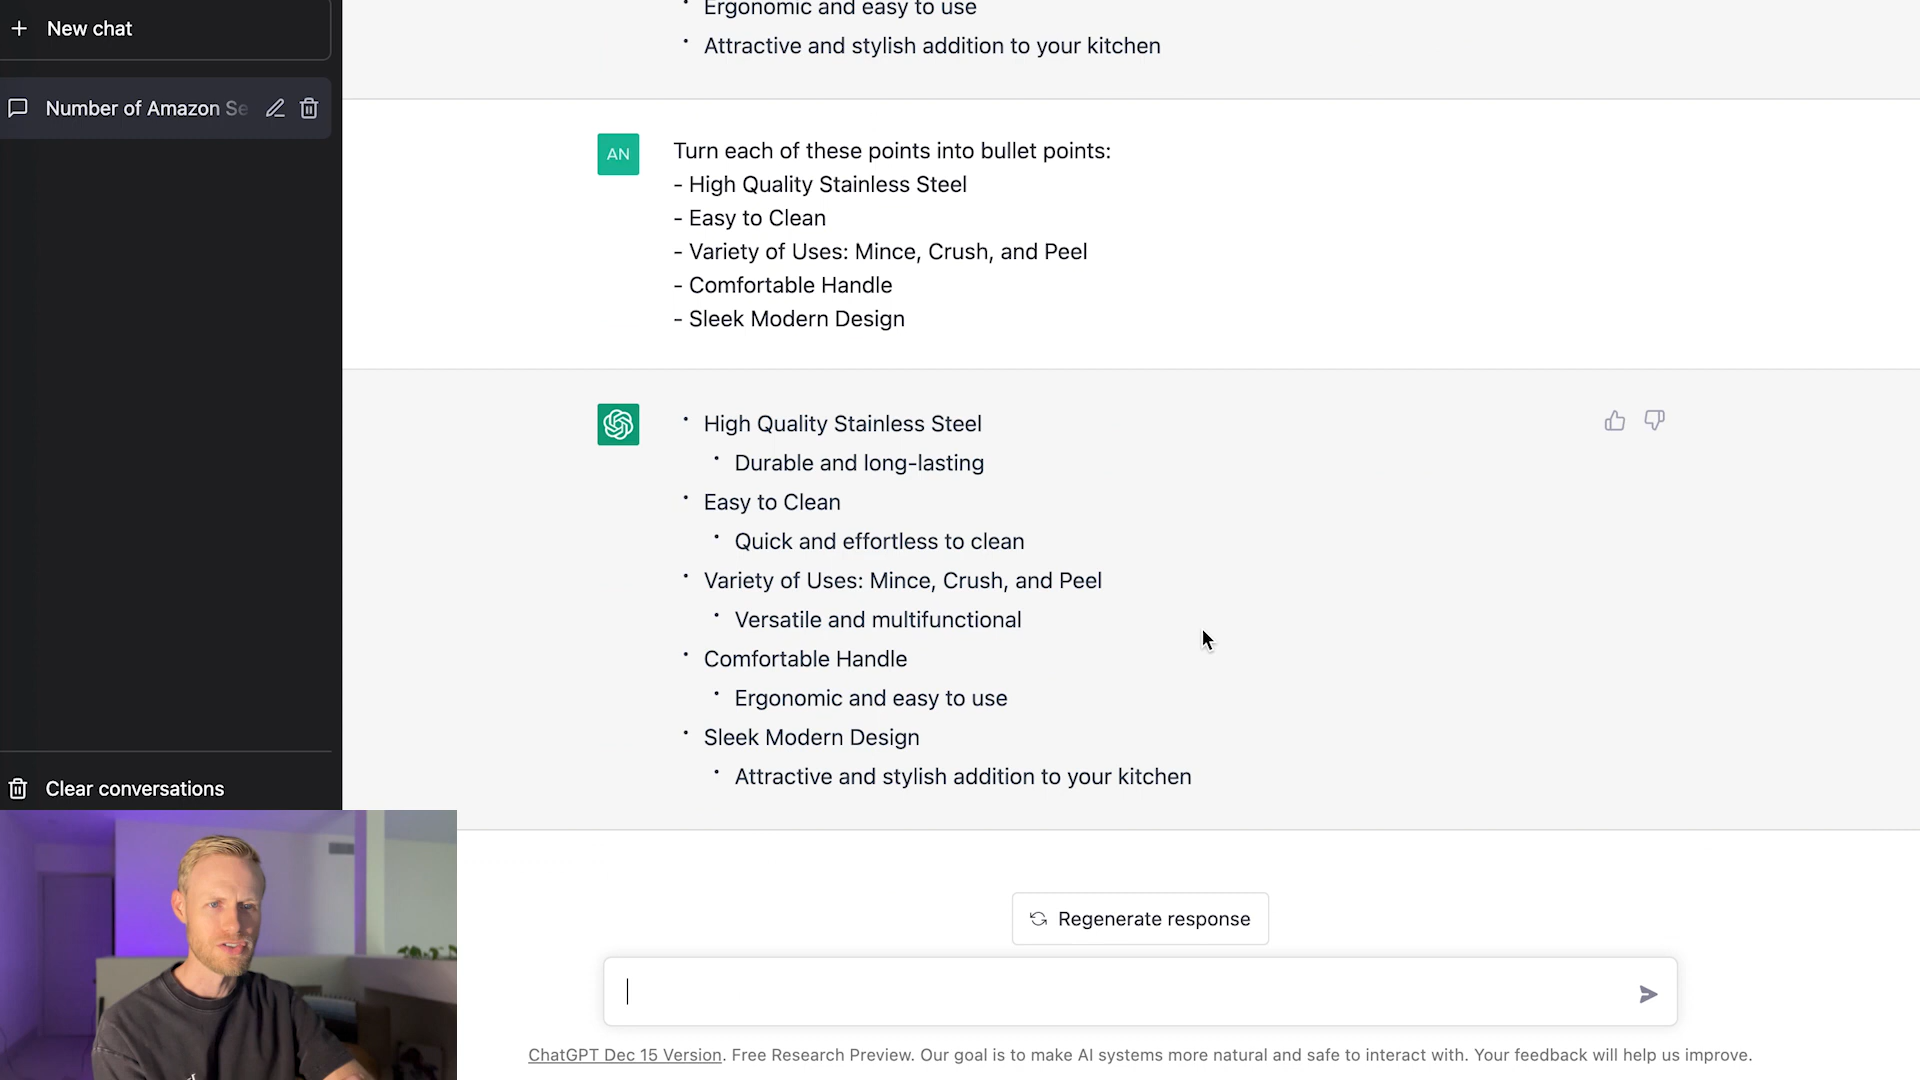 New chat
Number of Amazon Se
Ergonomic and easy to use
Attractive and stylish addition to your kitchen
AN
Turn each of these points into bullet points:
- High Quality Stainless Steel
- Easy to Clean
- Variety of Uses: Mince, Crush, and Peel
- Comfortable Handle
- Sleek Modern Design
High Quality Stainless Steel
Durable and long-lasting
Easy to Clean
Quick and effortless to clean
Variety of Uses: Mince, Crush, and Peel
Versatile and multifunctional
Comfortable Handle
Ergonomic and easy to use
Sleek Modern Design
Attractive and stylish addition to your kitchen
Clear conversations
Regenerate response
ChatGPT Dec 15 Version. Free Research Preview. Our goal is to make AI systems more natural and safe to interact with. Your feedback will help us improve.